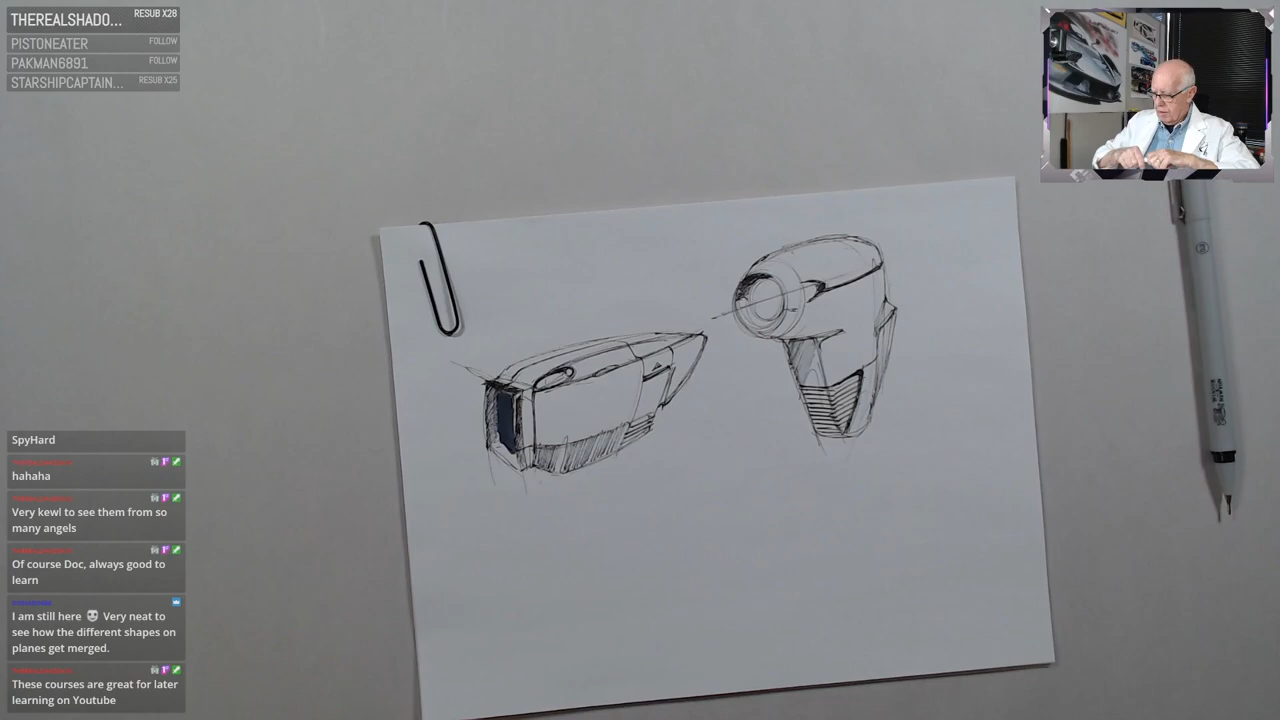 THEREALSHADO... RESUB X28
PISTONEATER FOLLOW
PAKMAN6891 FOLLOW
STARSHIPCAPTAIN... RESUB X25
SpyHard
hahaha
Very kewl to see them from so
many angels
Of course Doc, always good to
learn
I am still here Very neat to
see how the different shapes on
planes get merged.
These courses are great for later
learning on Youtube